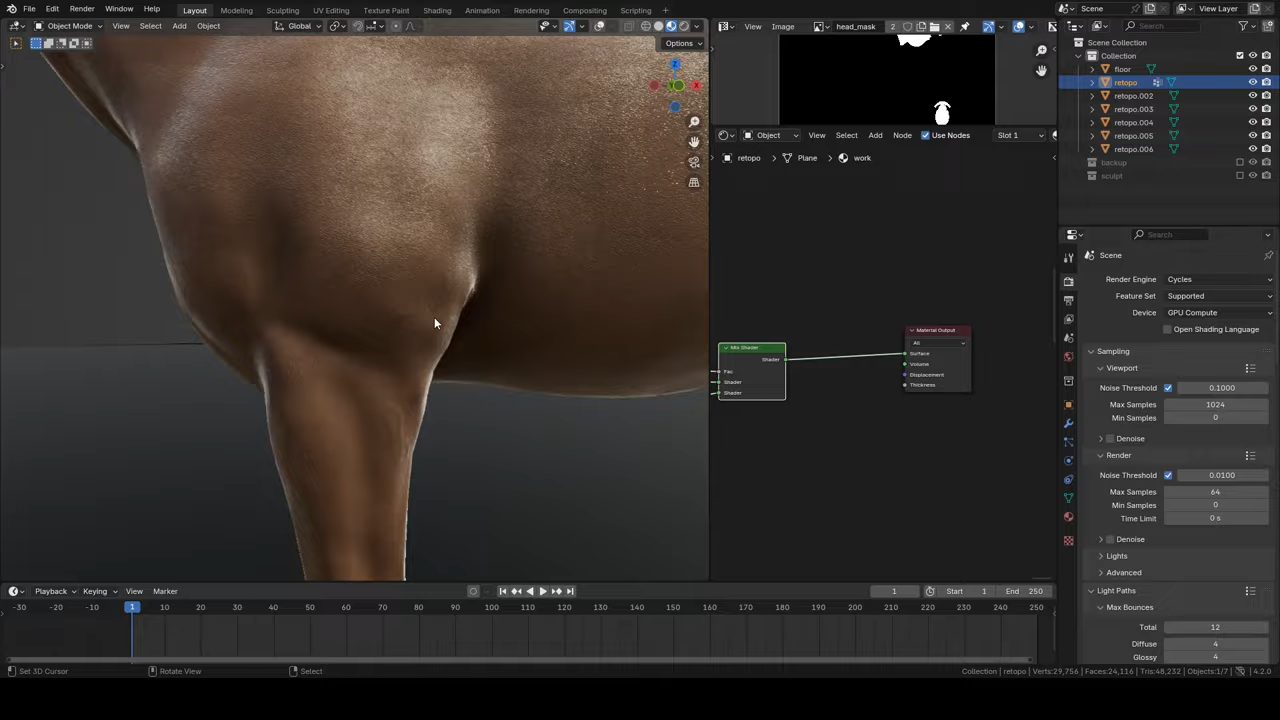 File Edit Render Window Help Layout Modeling Sculpting UV Editing Texture Paint Shading Animation Rendering Compositing Geometry Nodes Scripting + Scene View Layer
Object Mode View Select Add Object Global View Image head_mask 2 Search
Options
Scene Collection
Collection
floor
retopo
retopo.002
retopo.003
retopo.004
retopo.005
retopo.006
backup
sculpt
Object View Select Add Node Use Nodes Slot 1
retopo > Plane > work
Mix Shader
Shader
Fac
Shader
Shader
Material Output
All
Surface
Volume
Displacement
Thickness
Search
Scene
Render Engine Cycles
Feature Set Supported
Device GPU Compute
Open Shading Language
Sampling
Viewport
Noise Threshold 0.1000
Max Samples 1024
Min Samples 0
Denoise
Render
Noise Threshold 0.0100
Max Samples 64
Min Samples 0
Time Limit 0 s
Denoise
Lights
Advanced
Light Paths
Max Bounces
Total 12
Diffuse 4
Glossy 4
Playback Keying View Marker 1 Start 1 End 250
-30 -20 -10 1 10 20 30 40 50 60 70 80 90 100 110 120 130 140 150 160 170 180 190 200 210 220 230 240 250
Set 3D Cursor Rotate View Select Collection | retopo | Verts:29,756 | Faces:24,116 | Tris:48,232 | Objects:1/7 4.2.0